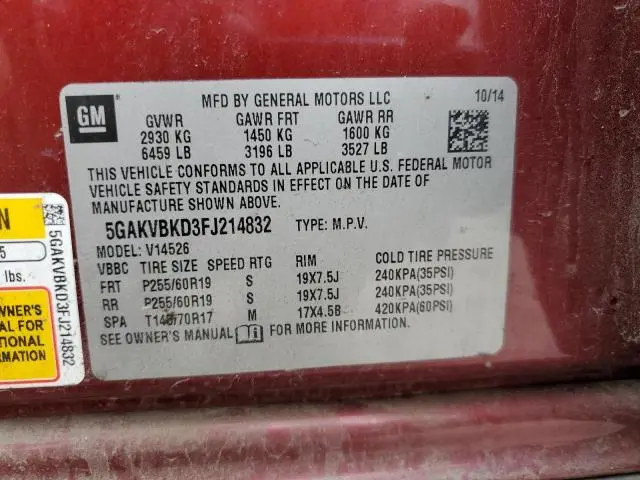 GM
MFD BY GENERAL MOTORS LLC 10/14
GVWR GAWR FRT GAWR RR
2930 KG 1450 KG 1600 KG
6459 LB 3196 LB 3527 LB
THIS VEHICLE CONFORMS TO ALL APPLICABLE U.S. FEDERAL MOTOR
VEHICLE SAFETY STANDARDS IN EFFECT ON THE DATE OF
MANUFACTURE SHOWN ABOVE.
5GAKVBKD3FJ214832 TYPE: M.P.V.
MODEL: V14526
VBBC TIRE SIZE SPEED RTG RIM COLD TIRE PRESSURE
FRT P255/60R19 S 19X7.5J 240KPA(35PSI)
RR P255/60R19 S 19X7.5J 240KPA(35PSI)
SPA M 17X4.5B 420KPA(60PSI)
SEE OWNER'S MANUAL FOR MORE INFORMATION.
5GAKVBKD3FJ214832
5
lbs.
OWNER'S
FOR